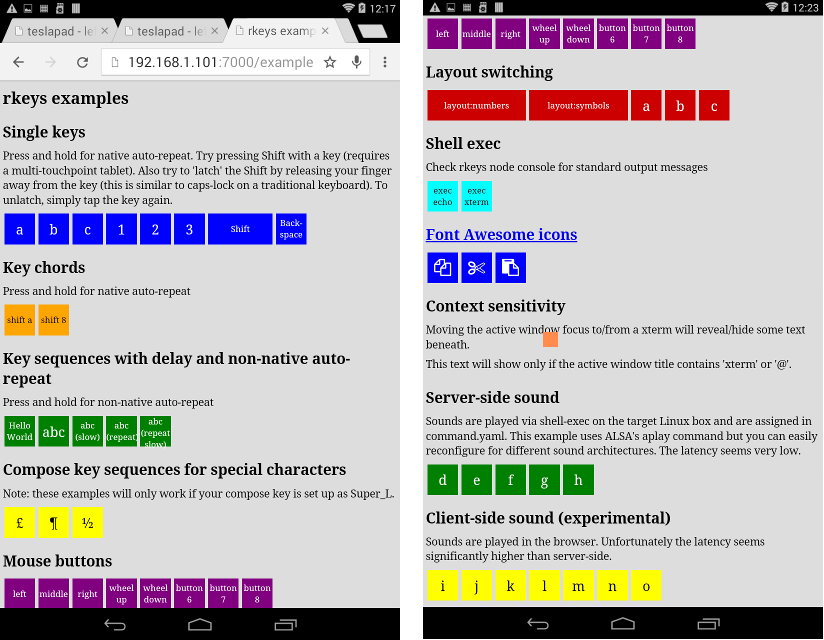 12:17
teslapad - le
teslapad - le
rkeys examp
192.168.1.101:7000/example
rkeys examples
Single keys
Press and hold for native auto-repeat. Try pressing Shift with a key (requires
a multi-touchpoint tablet). Also try to 'latch' the Shift by releasing your finger
away from the key (this is similar to caps-lock on a traditional keyboard). To
unlatch, simply tap the key again.
a b c 1 2 3 Shift Back-
space
Key chords
Press and hold for native auto-repeat
shift a shift 8
Key sequences with delay and non-native auto-
repeat
Press and hold for non-native auto-repeat
Hello
World
abc
abc
(slow)
abc
(repeat)
abc
(repeat
slow)
Compose key sequences for special characters
Note: these examples will only work if your compose key is set up as Super_L.
£ ¶ ½
Mouse buttons
left middle right
wheel
up
wheel
down
button
6
button
7
button
8
12:23
left middle right
wheel
up
wheel
down
button
6
button
7
button
8
Layout switching
layout:numbers layout:symbols a b c
Shell exec
Check rkeys node console for standard output messages
exec
echo
exec
xterm
Font Awesome icons
Context sensitivity
Moving the active window focus to/from a xterm will reveal/hide some text
beneath.
This text will show only if the active window title contains 'xterm' or '@'.
Server-side sound
Sounds are played via shell-exec on the target Linux box and are assigned in
command.yaml. This example uses ALSA's aplay command but you can easily
reconfigure for different sound architectures. The latency seems very low.
d e f g h
Client-side sound (experimental)
Sounds are played in the browser. Unfortunately the latency seems
significantly higher than server-side.
i j k l m n o